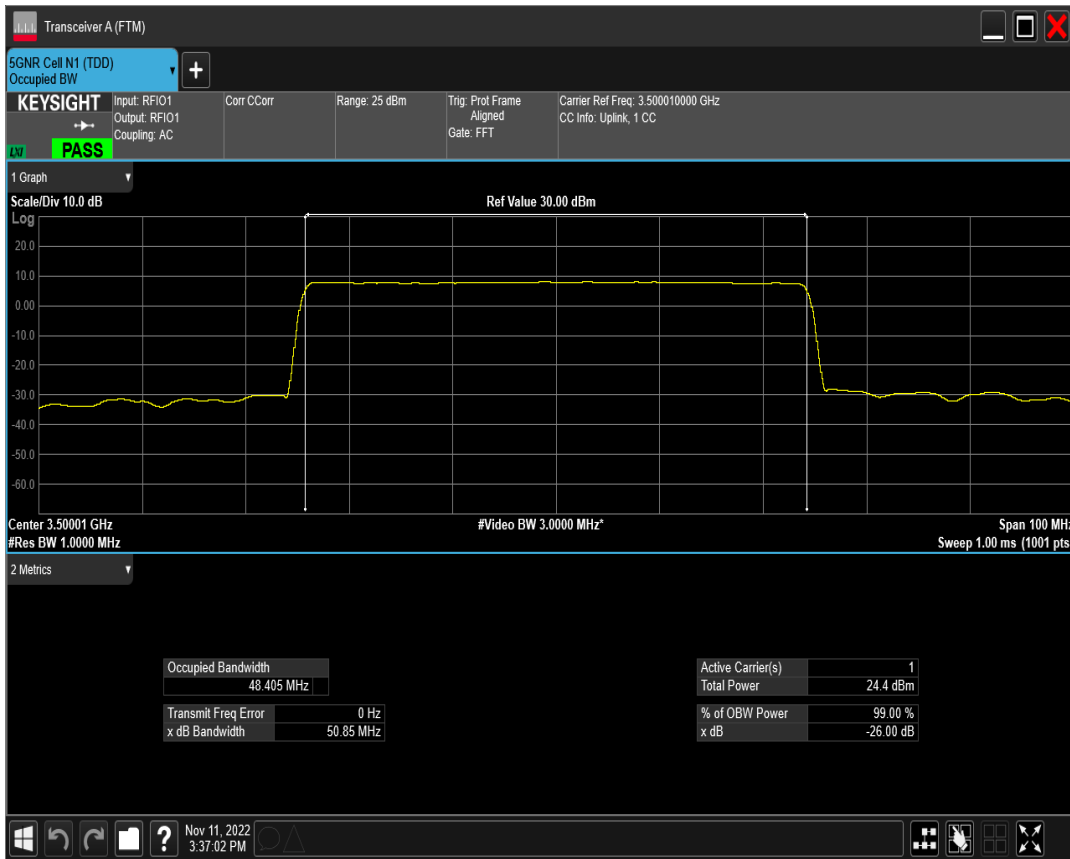 Transceiver A (FTM)
5GNR Cell N1 (TDD)
Occupied BW
+
KEYSIGHT
LXI
PASS
Input: RFIO1
Output: RFIO1
Coupling: AC
Corr CCorr
Range: 25 dBm
Trig: Prot Frame
Aligned
Gate: FFT
Carrier Ref Freq: 3.500010000 GHz
CC Info: Uplink, 1 CC
1 Graph
Scale/Div 10.0 dB
Ref Value 30.00 dBm
Log
20.0
10.0
0.00
-10.0
-20.0
-30.0
-40.0
-50.0
-60.0
Center 3.50001 GHz
#Video BW 3.0000 MHz*
Span 100 MHz
#Res BW 1.0000 MHz
Sweep 1.00 ms (1001 pts
2 Metrics
Occupied Bandwidth
48.405 MHz
Transmit Freq Error 0 Hz
x dB Bandwidth 50.85 MHz
Active Carrier(s) 1
Total Power 24.4 dBm
% of OBW Power 99.00 %
x dB -26.00 dB
?
Nov 11, 2022
3:37:02 PM